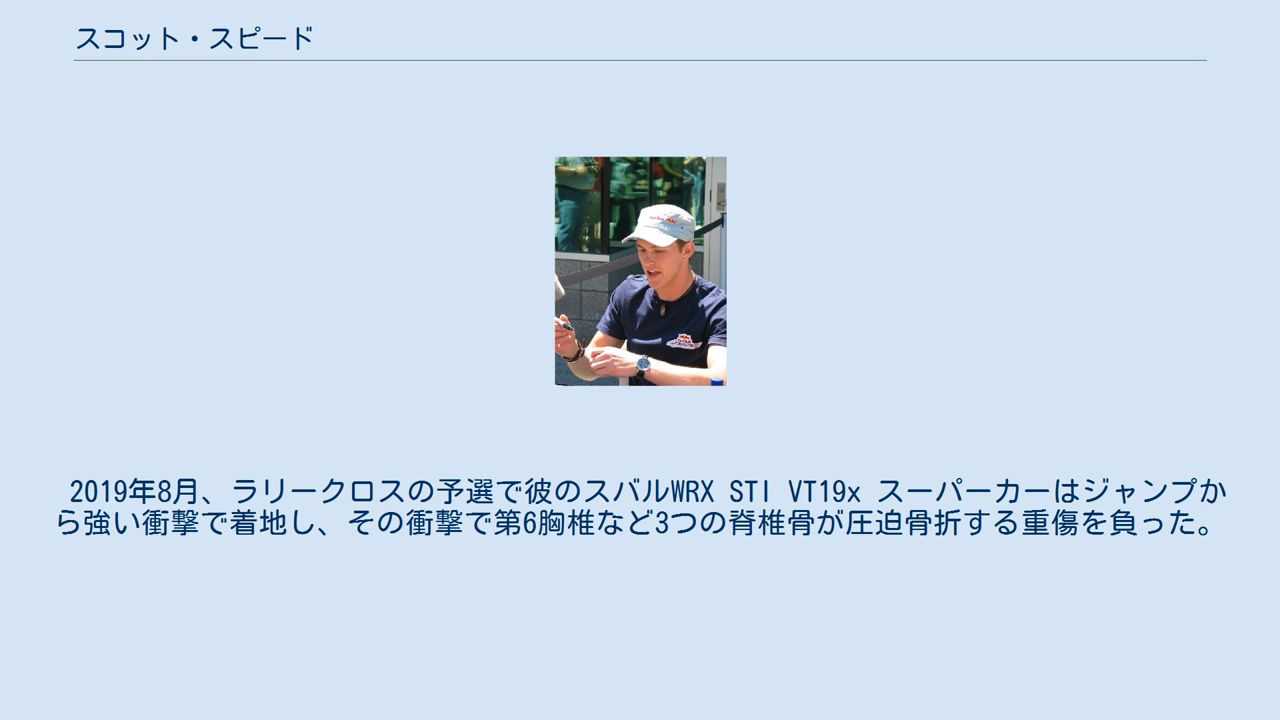 スコット・スピード
2019年8月、ラリークロスの予選で彼のスバルWRX STI VT19x スーパーカーはジャンプか
ら強い衝撃で着地し、その衝撃で第6胸椎など3つの脊椎骨が圧迫骨折する重傷を負った。